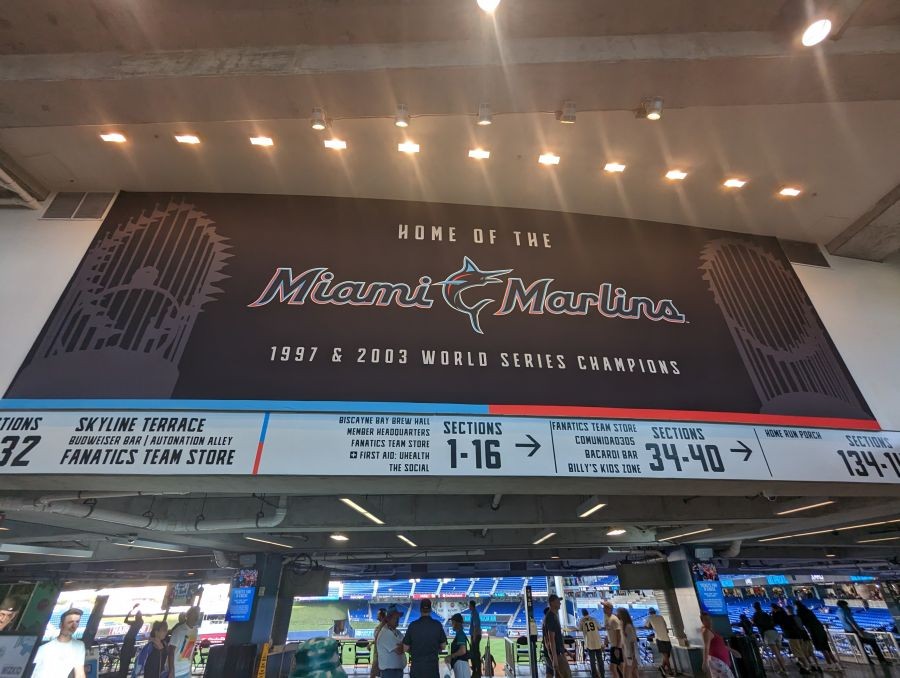 HOME OF THE
Miami Marlins
1997 & 2003 WORLD SERIES CHAMPIONS
32
SKYLINE TERRACE
BUDWEISER BAR | AUTONATION ALLEY
FANATICS TEAM STORE
BISCAYNE BAY BREW HALL
MEMBER HEADQUARTERS
FANATICS TEAM STORE
FIRST AID: UHEALTH
THE SOCIAL
SECTIONS
1-16 →
FANATICS TEAM STORE
COMUNIDAD305
BACARDI BAR
BILLY'S KIDS ZONE
SECTIONS
34-40 →
HOME RUN PORCH
SECTIONS
19